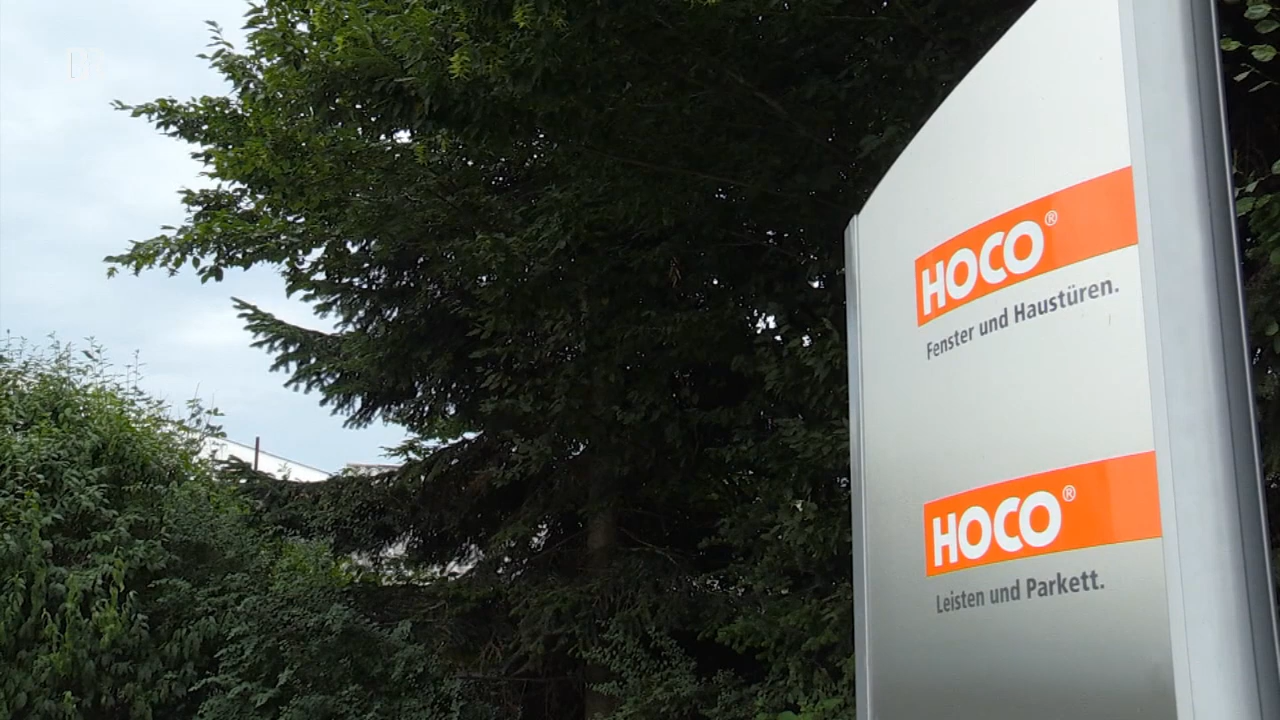 HOCO®
Fenster und Haustüren.
HOCO®
Leisten und Parkett.